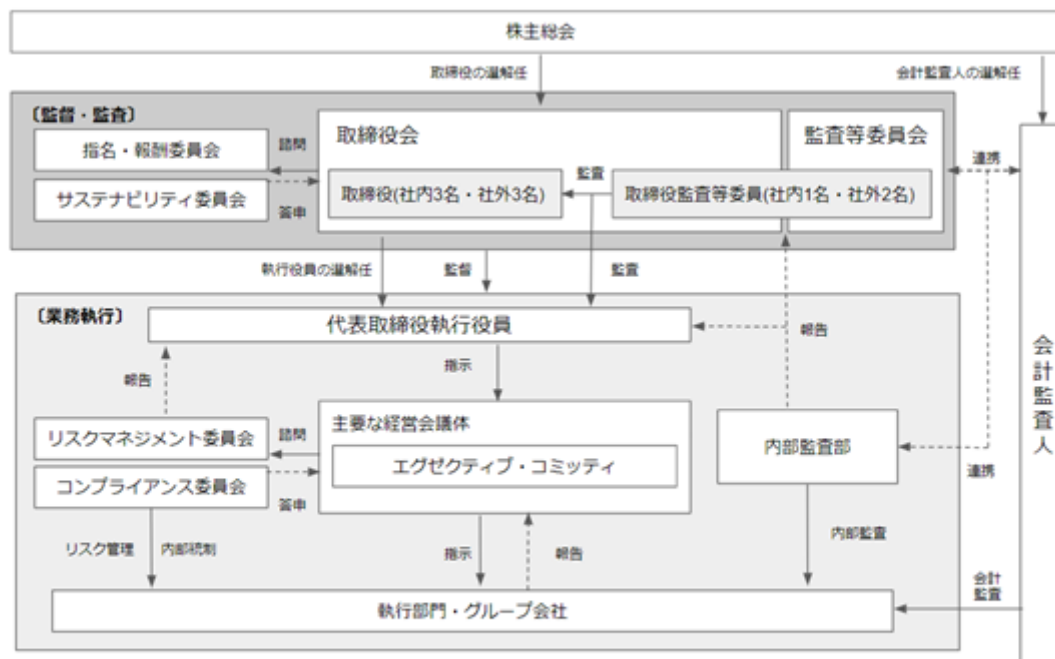 株主総会
取締役の選解任
会計監査人の選解任
〔監督・監査〕
指名・報酬委員会
サステナビリティ委員会
諮問
答申
取締役会
監査等委員会
監査
取締役(社内3名・社外3名)
取締役監査等委員(社内1名・社外2名)
連携
執行役員の選解任
監督
監査
〔業務執行〕
代表取締役執行役員
報告
指示
報告
会計監査人
リスクマネジメント委員会
コンプライアンス委員会
諮問
答申
主要な経営会議体
エグゼクティブ・コミッティ
内部監査部
連携
リスク管理
内部統制
指示
報告
内部監査
会計
監査
執行部門・グループ会社